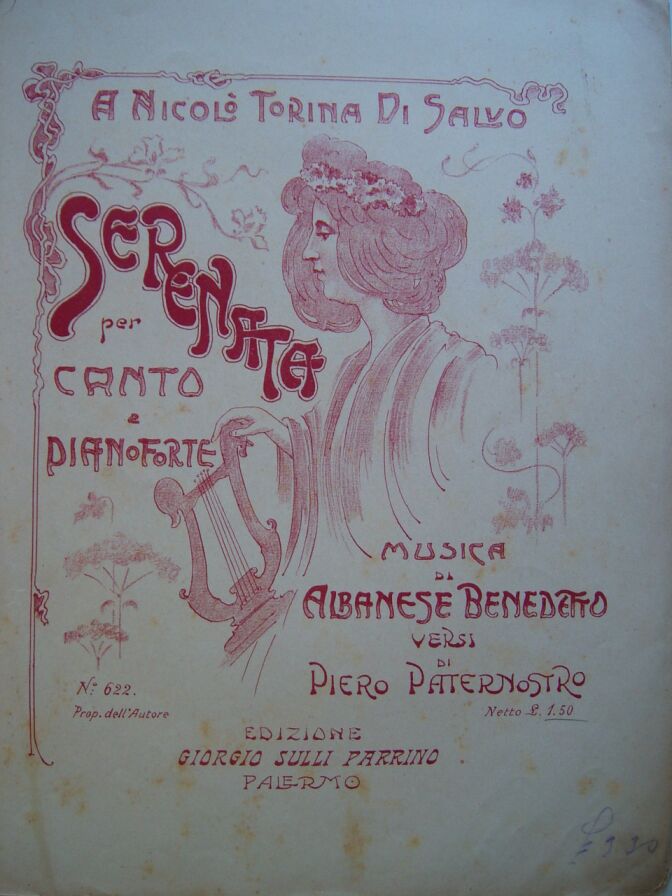 A NICOLÒ TORINA DI SALVO
SERENATA
per
CANTO
e
PIANOFORTE
MUSICA
DI
ALBANESE BENEDETTO
VERSI
DI
PIERO PATERNOSTRO
No. 622.
Prop. dell'Autore
Netto £. 1.50
EDIZIONE
GIORGIO SULLI PARRINO
PALERMO